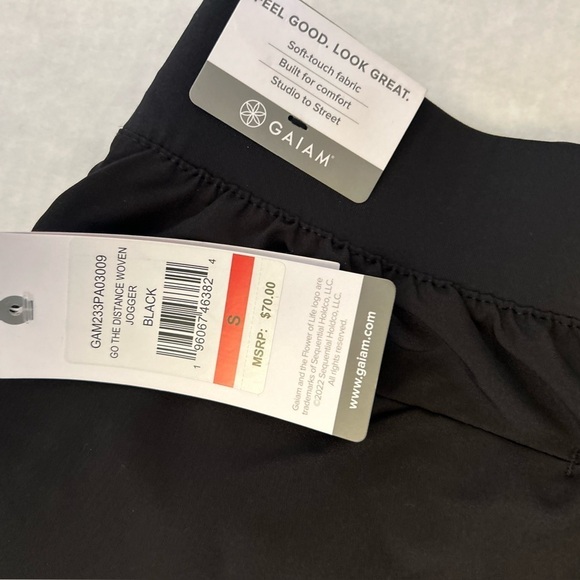 FEEL GOOD. LOOK GREAT.
Soft-touch fabric
Built for comfort
Studio to Street
GAIAM
GAM233PA03009
GO THE DISTANCE WOVEN
JOGGER
BLACK
1 96067 46382 4
S
MSRP: $70.00
Gaiam and the Flower of Life logo are
trademarks of Sequential Holdco, LLC.
©2022 Sequential Holdco, LLC.
All rights reserved.
www.gaiam.com